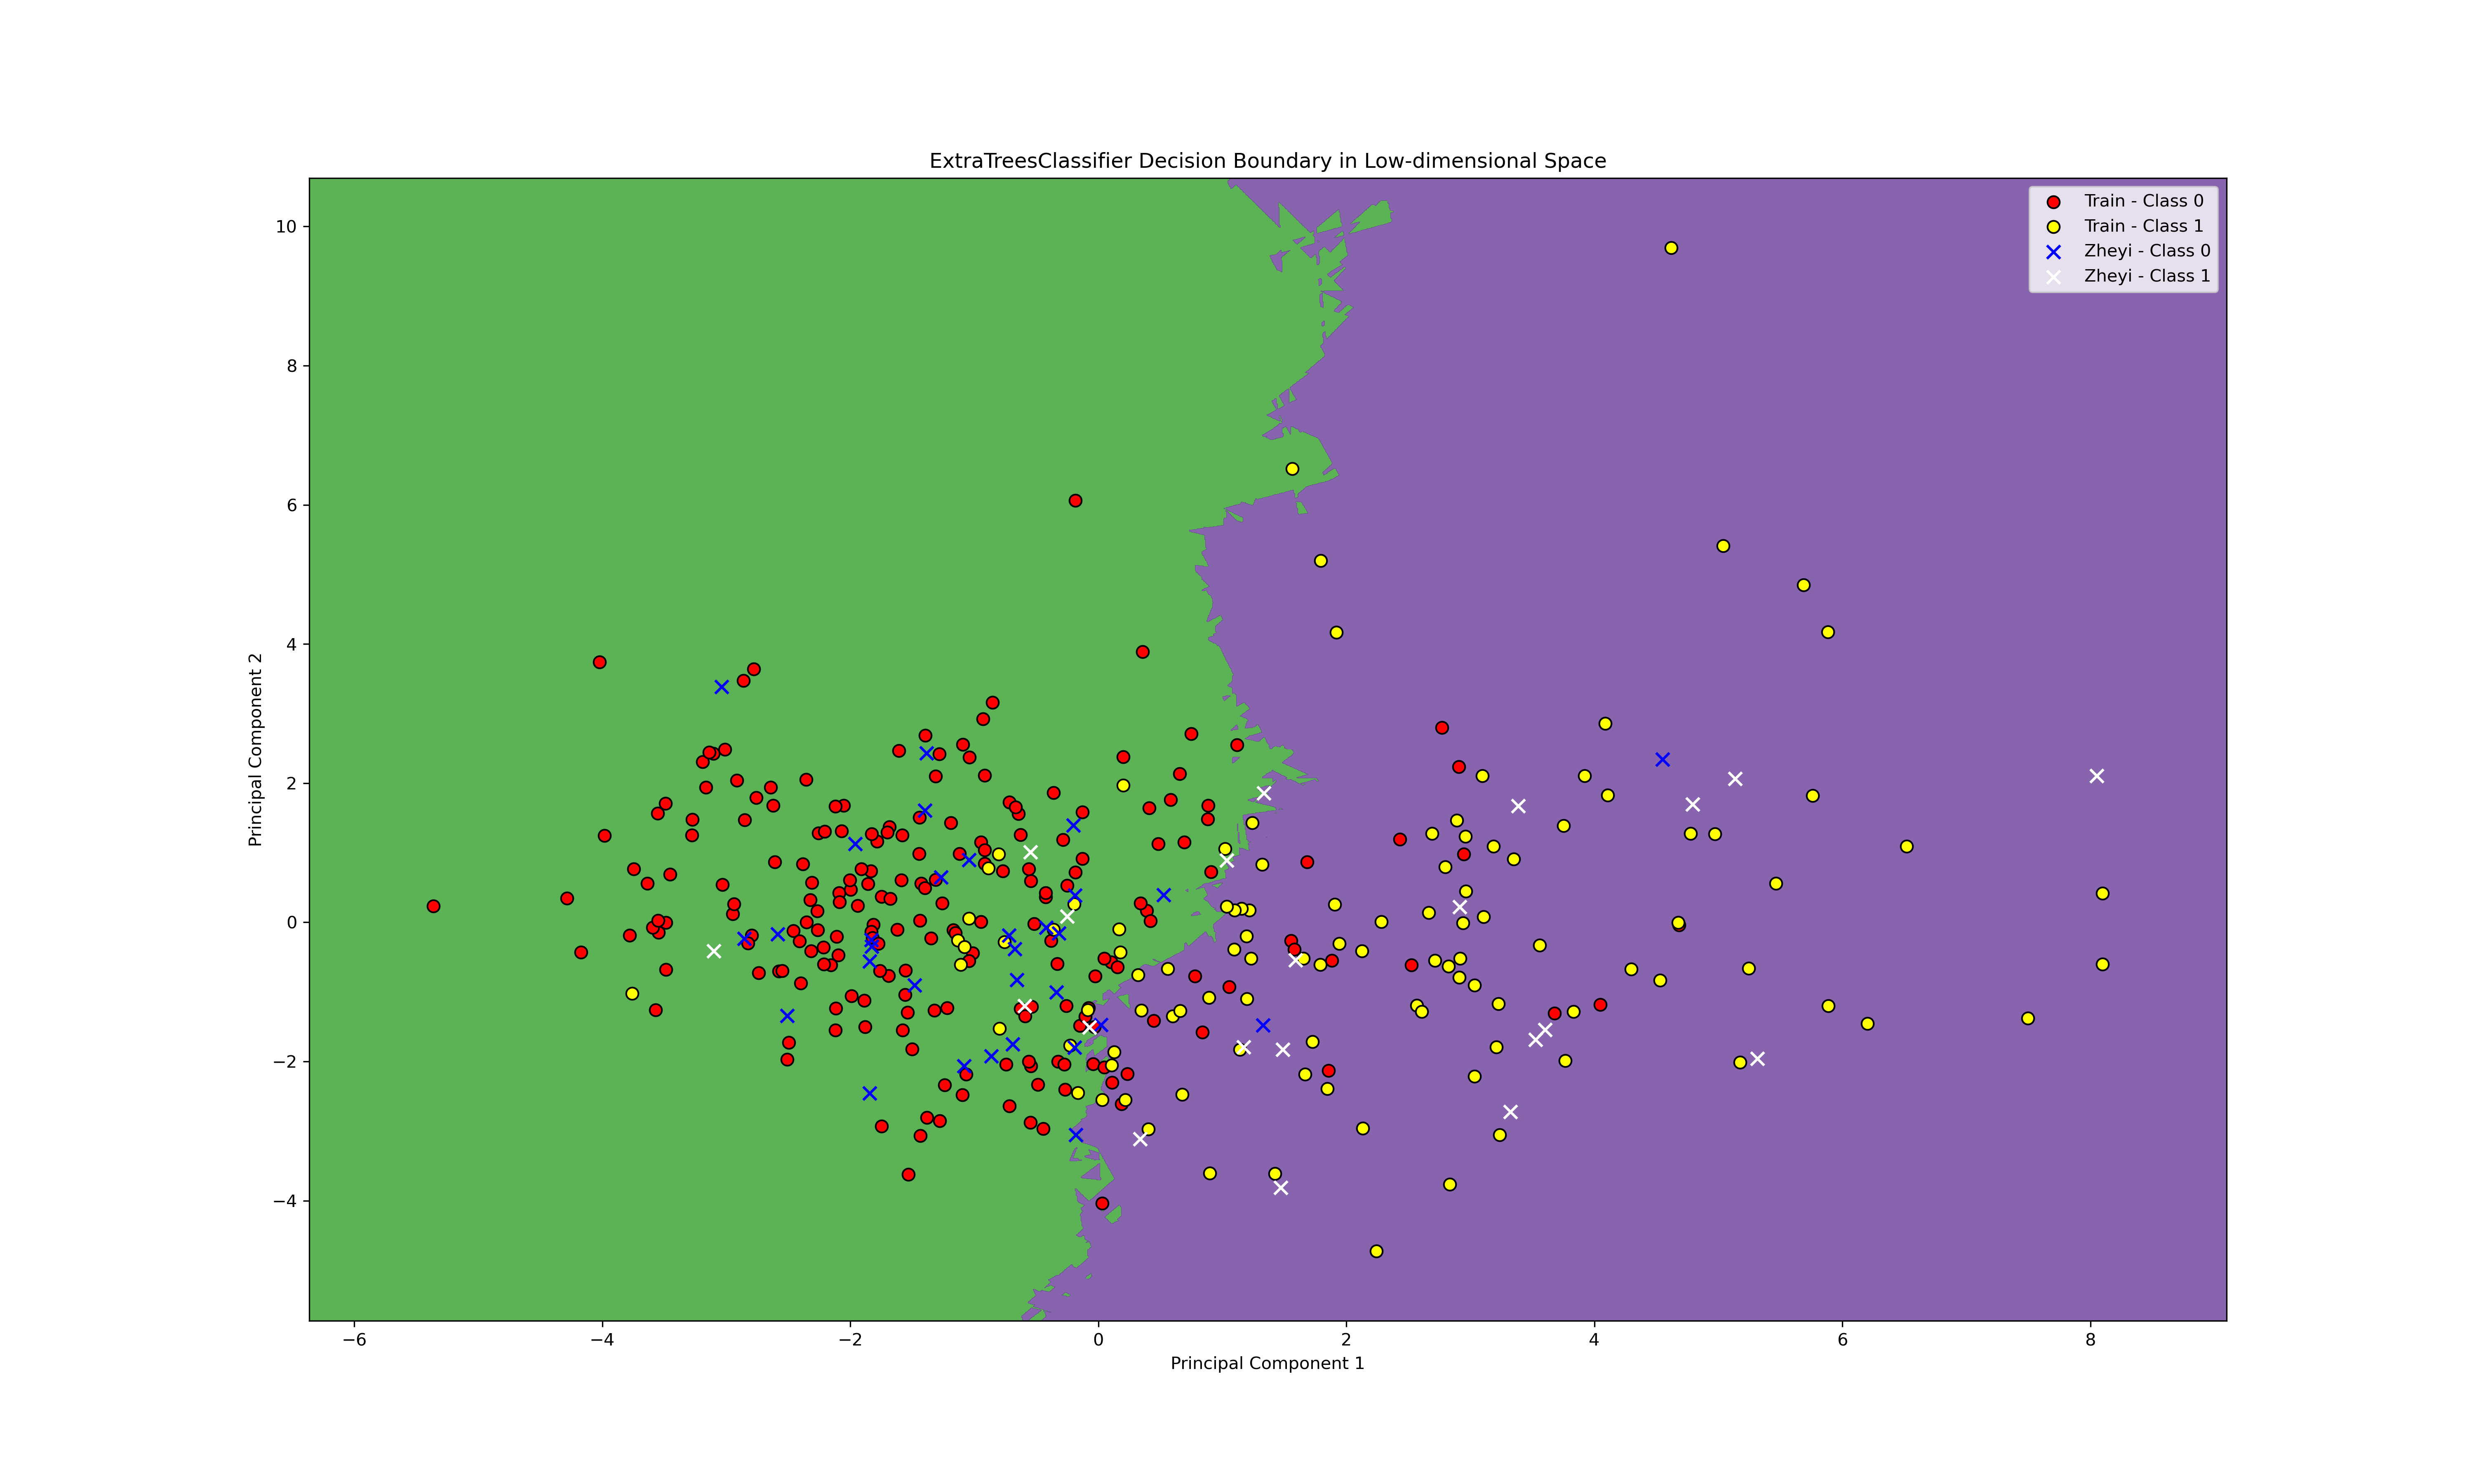 ExtraTreesClassifier Decision Boundary in Low-dimensional Space
Train - Class 0
Train - Class 1
Zheyi - Class 0
Zheyi - Class 1
Principal Component 2
10
8
6
4
2
0
−2
−4
−6
−4
−2
0
2
4
6
8
Principal Component 1